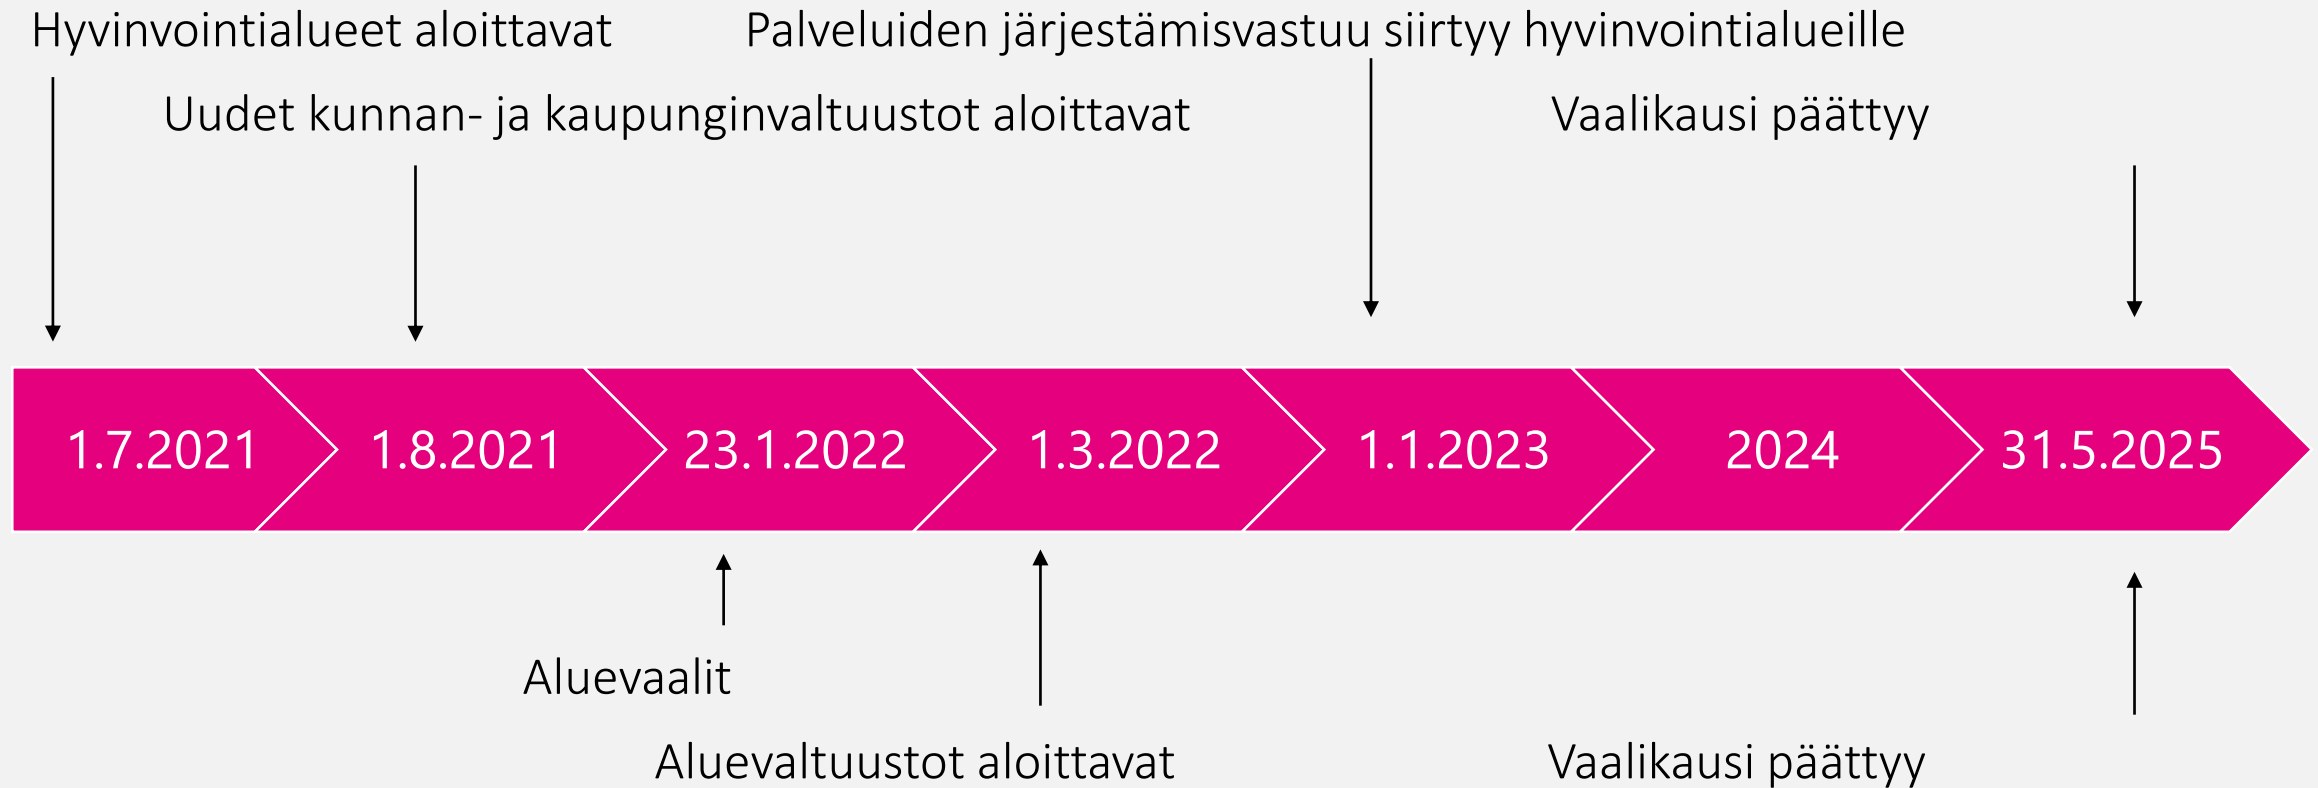 Hyvinvointialueet aloittavat
Palveluiden järjestämisvastuu siirtyy hyvinvointialueille
Uudet kunnan- ja kaupunginvaltuustot aloittavat
Vaalikausi päättyy
1.7.2021
1.8.2021
23.1.2022
1.3.2022
1.1.2023
2024
31.5.2025
Aluevaalit
Aluevaltuustot aloittavat
Vaalikausi päättyy